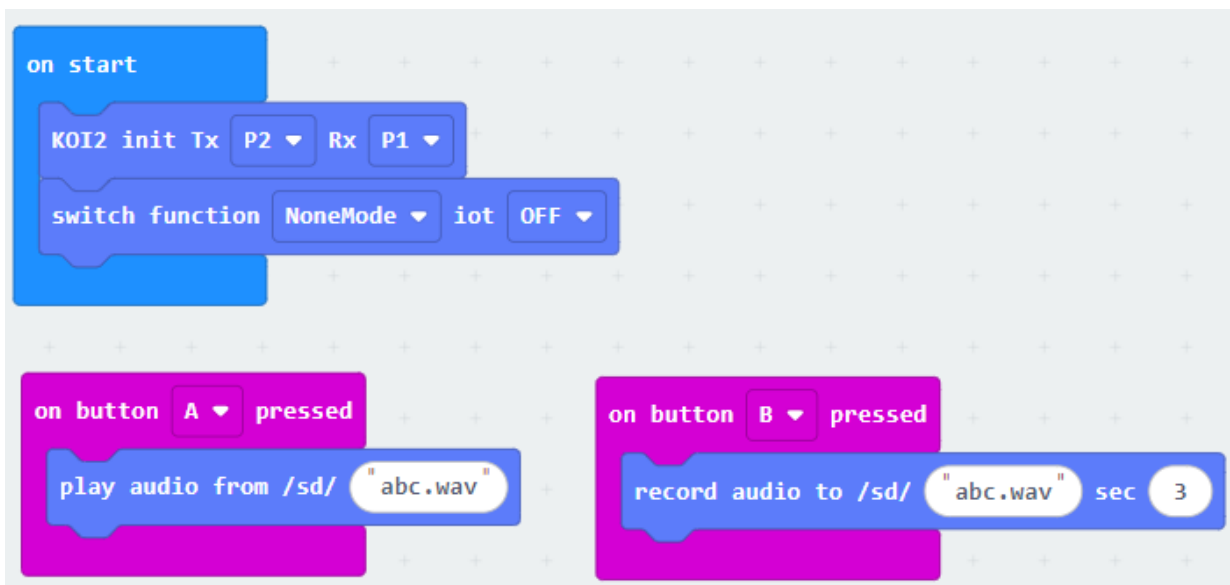 on start
KOI2 init Tx P2 Rx P1
switch function NoneMode iot OFF
on button A pressed
play audio from /sd/ "abc.wav"
on button B pressed
record audio to /sd/ "abc.wav" sec 3